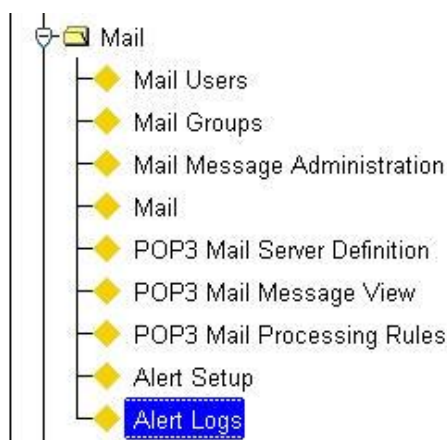 Mail
Mail Users
Mail Groups
Mail Message Administration
Mail
POP3 Mail Server Definition
POP3 Mail Message View
POP3 Mail Processing Rules
Alert Setup
Alert Logs